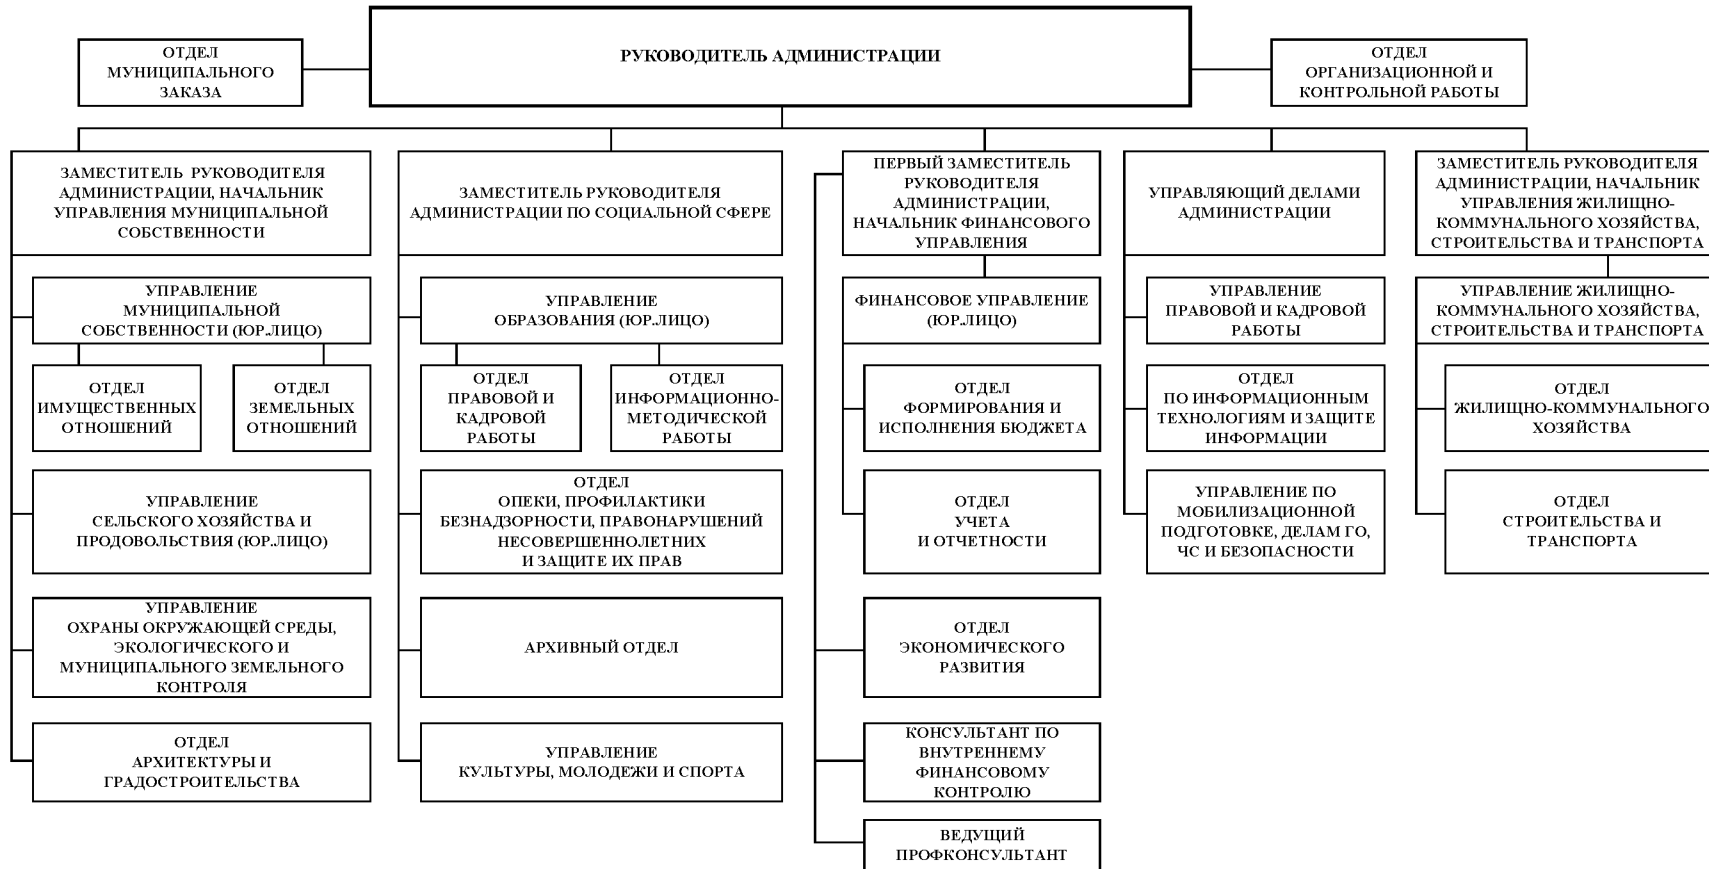 РУКОВОДИТЕЛЬ АДМИНИСТРАЦИИ
ОТДЕЛ
МУНИЦИПАЛЬНОГО
ЗАКАЗА
ОТДЕЛ
ОРГАНИЗАЦИОННОЙ И
КОНТРОЛЬНОЙ РАБОТЫ
ЗАМЕСТИТЕЛЬ РУКОВОДИТЕЛЯ
АДМИНИСТРАЦИИ, НАЧАЛЬНИК
УПРАВЛЕНИЯ МУНИЦИПАЛЬНОЙ
СОБСТВЕННОСТИ
УПРАВЛЕНИЕ
МУНИЦИПАЛЬНОЙ
СОБСТВЕННОСТИ (ЮР.ЛИЦО)
ОТДЕЛ
ИМУЩЕСТВЕННЫХ
ОТНОШЕНИЙ
ОТДЕЛ
ЗЕМЕЛЬНЫХ
ОТНОШЕНИЙ
УПРАВЛЕНИЕ
СЕЛЬСКОГО ХОЗЯЙСТВА И
ПРОДОВОЛЬСТВИЯ (ЮР.ЛИЦО)
УПРАВЛЕНИЕ
ОХРАНЫ ОКРУЖАЮЩЕЙ СРЕДЫ,
ЭКОЛОГИЧЕСКОГО И
МУНИЦИПАЛЬНОГО ЗЕМЕЛЬНОГО
КОНТРОЛЯ
ОТДЕЛ
АРХИТЕКТУРЫ И
ГРАДОСТРОИТЕЛЬСТВА
ЗАМЕСТИТЕЛЬ РУКОВОДИТЕЛЯ
АДМИНИСТРАЦИИ ПО СОЦИАЛЬНОЙ СФЕРЕ
УПРАВЛЕНИЕ
ОБРАЗОВАНИЯ (ЮР.ЛИЦО)
ОТДЕЛ
ПРАВОВОЙ И
КАДРОВОЙ
РАБОТЫ
ОТДЕЛ
ИНФОРМАЦИОННО-
МЕТОДИЧЕСКОЙ
РАБОТЫ
ОТДЕЛ
ОПЕКИ, ПРОФИЛАКТИКИ
БЕЗНАДЗОРНОСТИ, ПРАВОНАРУШЕНИЙ
НЕСОВЕРШЕННОЛЕТНИХ
И ЗАЩИТЕ ИХ ПРАВ
АРХИВНЫЙ ОТДЕЛ
УПРАВЛЕНИЕ
КУЛЬТУРЫ, МОЛОДЕЖИ И СПОРТА
ПЕРВЫЙ ЗАМЕСТИТЕЛЬ
РУКОВОДИТЕЛЯ
АДМИНИСТРАЦИИ,
НАЧАЛЬНИК ФИНАНСОВОГО
УПРАВЛЕНИЯ
ФИНАНСОВОЕ УПРАВЛЕНИЕ
(ЮР.ЛИЦО)
ОТДЕЛ
ФОРМИРОВАНИЯ И
ИСПОЛНЕНИЯ БЮДЖЕТА
ОТДЕЛ
УЧЕТА
И ОТЧЕТНОСТИ
ОТДЕЛ
ЭКОНОМИЧЕСКОГО
РАЗВИТИЯ
КОНСУЛЬТАНТ ПО
ВНУТРЕННЕМУ
ФИНАНСОВОМУ
КОНТРОЛЮ
ВЕДУЩИЙ
ПРОФКОНСУЛЬТАНТ
УПРАВЛЯЮЩИЙ ДЕЛАМИ
АДМИНИСТРАЦИИ
УПРАВЛЕНИЕ
ПРАВОВОЙ И КАДРОВОЙ
РАБОТЫ
ОТДЕЛ
ПО ИНФОРМАЦИОННЫМ
ТЕХНОЛОГИЯМ И ЗАЩИТЕ
ИНФОРМАЦИИ
УПРАВЛЕНИЕ ПО
МОБИЛИЗАЦИОННОЙ
ПОДГОТОВКЕ, ДЕЛАМ ГО,
ЧС И БЕЗОПАСНОСТИ
ЗАМЕСТИТЕЛЬ РУКОВОДИТЕЛЯ
АДМИНИСТРАЦИИ, НАЧАЛЬНИК
УПРАВЛЕНИЯ ЖИЛИЩНО-
КОММУНАЛЬНОГО ХОЗЯЙСТВА,
СТРОИТЕЛЬСТВА И ТРАНСПОРТА
УПРАВЛЕНИЕ ЖИЛИЩНО-
КОММУНАЛЬНОГО ХОЗЯЙСТВА,
СТРОИТЕЛЬСТВА И ТРАНСПОРТА
ОТДЕЛ
ЖИЛИЩНО-КОММУНАЛЬНОГО
ХОЗЯЙСТВА
ОТДЕЛ
СТРОИТЕЛЬСТВА И
ТРАНСПОРТА